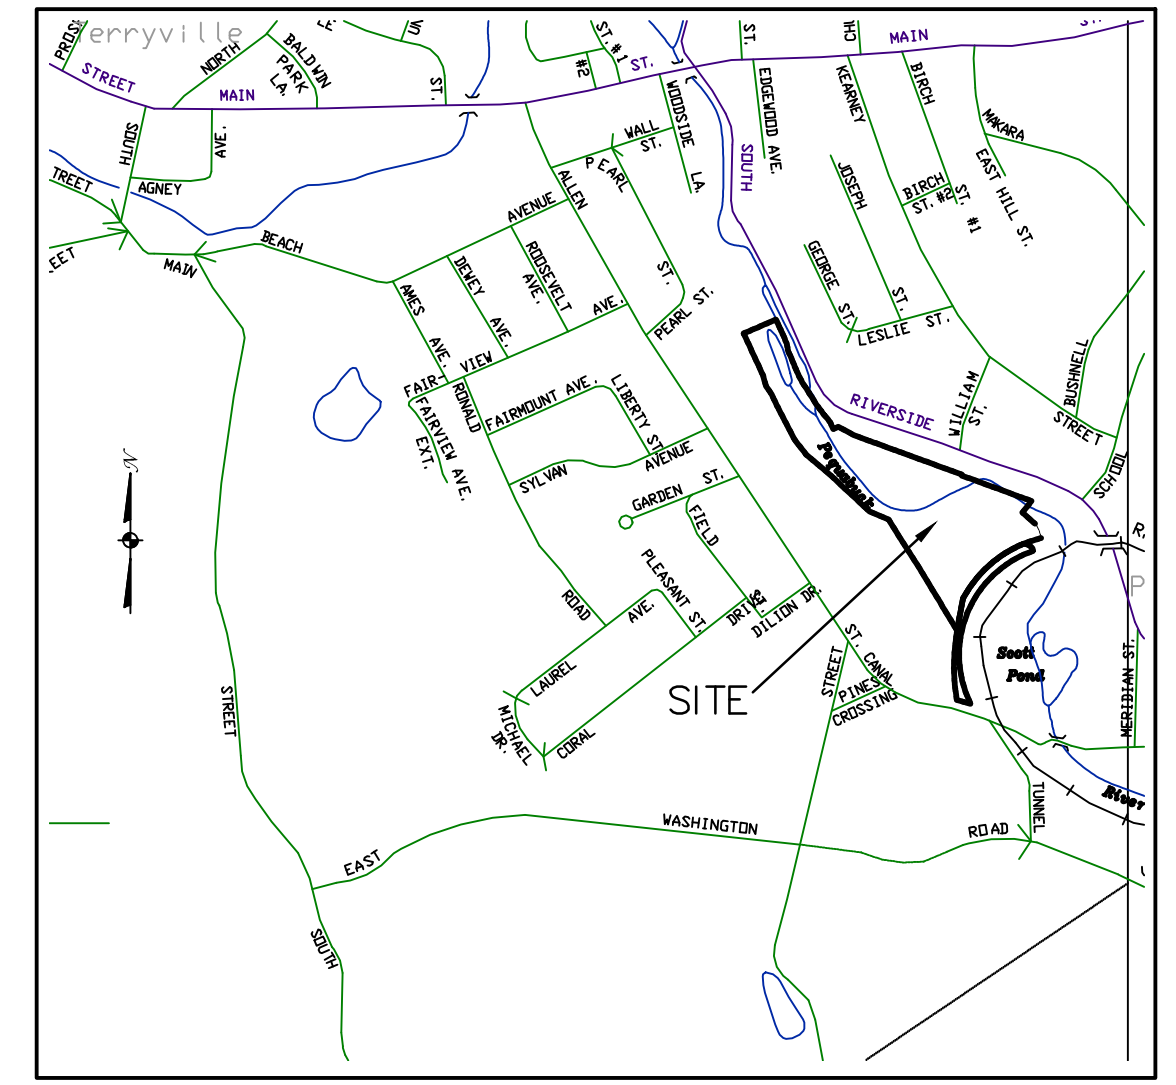 Terryville
PROS
NORTH
BALDWIN
PARK
LA.
ST.
ST. #1
#2
ST.
ST.
MAIN
ST.
STREET
MAIN
SOUTH
AVE.
AGNEY
TREET
EET
MAIN
BEACH
WALL
ST.
WOODSIDE
LA.
EDGEWOOD AVE.
SOUTH
KEARNEY
BIRCH
MAKARA
EAST HILL ST.
JOSEPH
ST.
BIRCH
ST. #2
ST. #1
GEORGE
ST.
LESLIE ST.
PEARL
ST.
PEARL ST.
ALLEN
AVENUE
ROOSEVELT
AVE.
DEWEY
AVE.
AMES
AVE.
AVE.
VIEW
FAIR-
RONALD
FAIRVIEW AVE.
EXT.
FAIRMOUNT AVE.
LIBERTY ST.
SYLVAN
AVENUE
GARDEN ST.
FIELD
PLEASANT ST.
DRIVE
ST.
DILION DR.
ROAD
AVE.
LAUREL
MICHAEL
DR.
CORAL
RIVERSIDE
WILLIAM
ST.
BUSHNELL
STREET
SCHOOL
Pequabuck
N
R.
P
SITE
ST. CANAL
STREET
PINES
CROSSING
Scott
Pond
MERIDIAN ST.
River
TUNNEL
ROAD
WASHINGTON
EAST
STREET
SOUTH